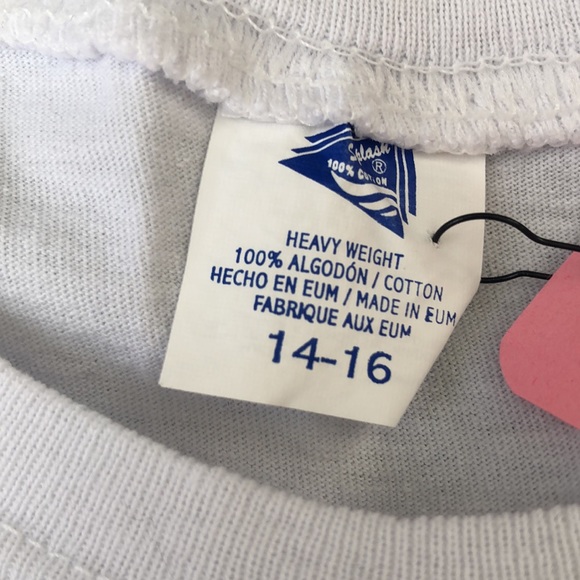 Splash
®
100% COTTON
HEAVY WEIGHT
100% ALGODÓN / COTTON
HECHO EN EUM / MADE IN EUM
FABRIQUE AUX EUM
14-16